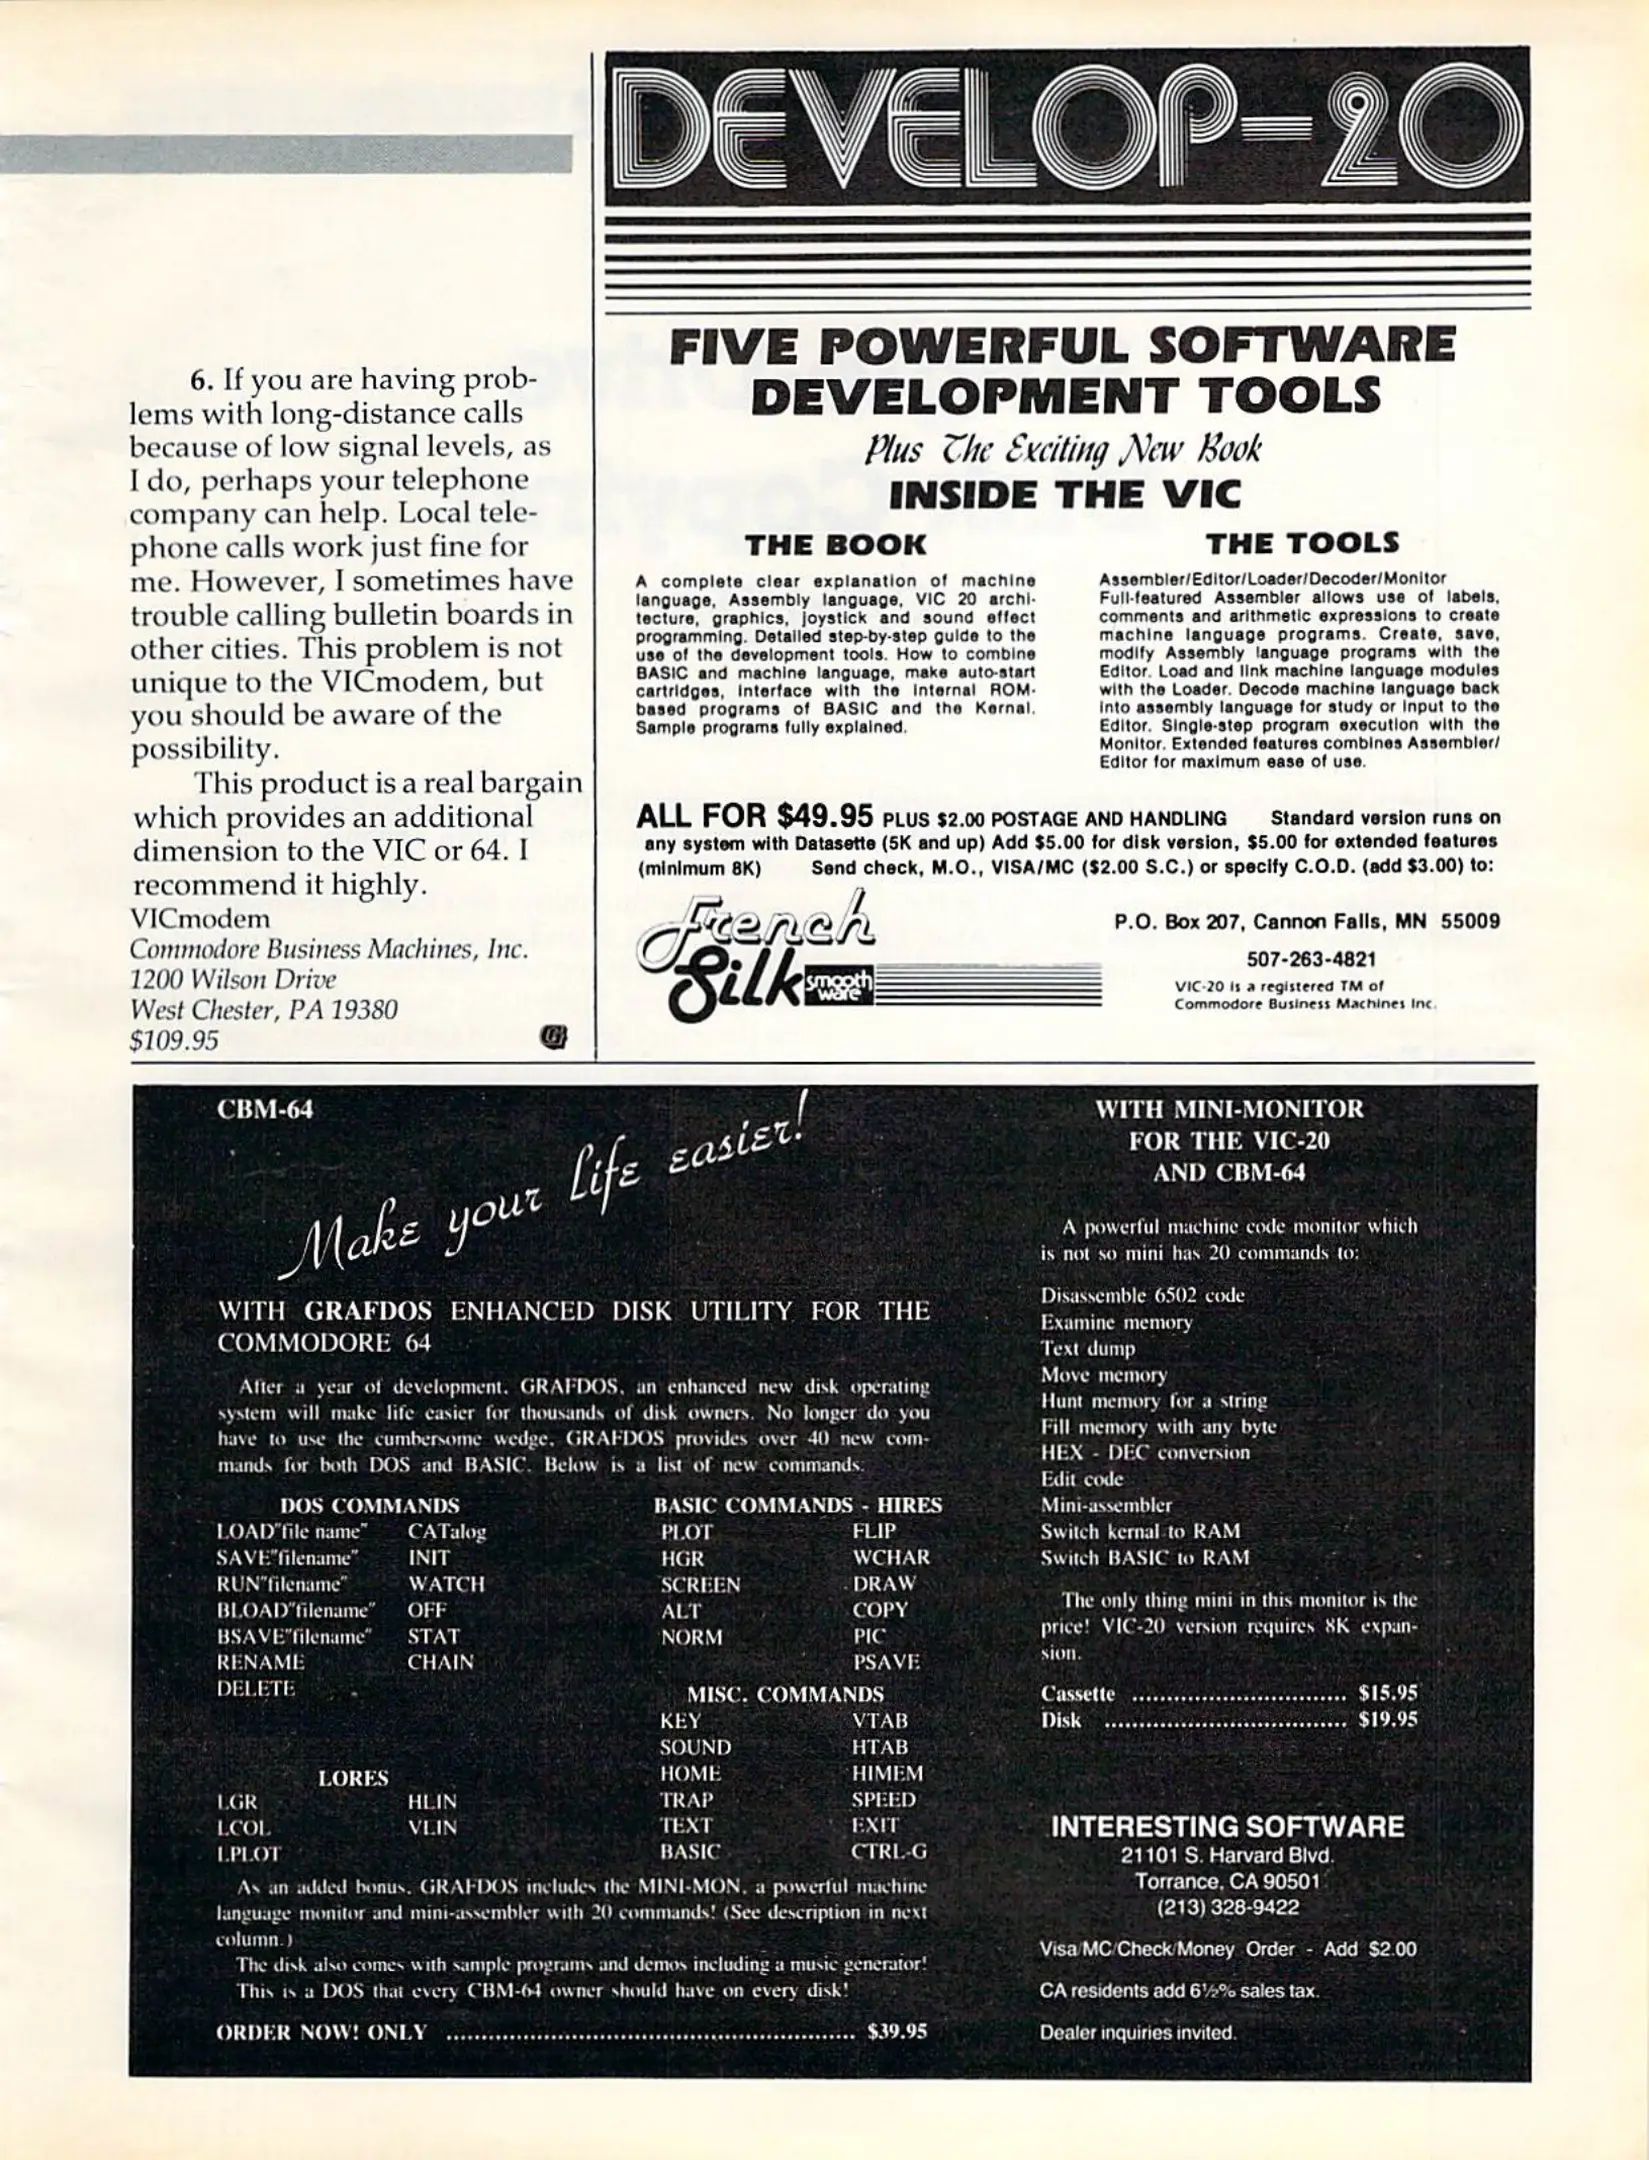 6. If you are having prob-
lems with long-distance calls
because of low signal levels, as
I do, perhaps your telephone
company can help. Local tele-
phone calls work just fine for
me. However, I sometimes have
trouble calling bulletin boards in
other cities. This problem is not
unique to the VICmodem, but
you should be aware of the
possibility.
This product is a real bargain
which provides an additional
dimension to the VIC or 64. I
recommend it highly.
VICmodem
Commodore Business Machines, Inc.
1200 Wilson Drive
West Chester, PA 19380
$109.95
G
DEVELOP-20
FIVE POWERFUL SOFTWARE
DEVELOPMENT TOOLS
Plus The Exciting New Book
INSIDE THE VIC
THE BOOK
A complete clear explanation of machine
language, Assembly language, VIC 20 archi-
tecture, graphics, joystick and sound effect
programming. Detailed step-by-step guide to the
use of the development tools. How to combine
BASIC and machine language, make auto-start
cartridges, interface with the internal ROM-
based programs of BASIC and the Kernal.
Sample programs fully explained.
THE TOOLS
Assembler/Editor/Loader/Decoder/Monitor
Full-featured Assembler allows use of labels,
comments and arithmetic expressions to create
machine language programs. Create, save,
modify Assembly language programs with the
Editor. Load and link machine language modules
with the Loader. Decode machine language back
into assembly language for study or input to the
Editor. Single-step program execution with the
Monitor. Extended features combines Assembler/
Editor for maximum ease of use.
ALL FOR $49.95 PLUS $2.00 POSTAGE AND HANDLING Standard version runs on
any system with Datasette (5K and up) Add $5.00 for disk version, $5.00 for extended features
(minimum 8K) Send check, M.O., VISA/MC ($2.00 S.C.) or specify C.O.D. (add $3.00) to:
French
Silk smooth
ware
P.O. Box 207, Cannon Falls, MN 55009
507-263-4821
VIC-20 is a registered TM of
Commodore Business Machines Inc.
CBM-64
Make your life easier!
WITH GRAFDOS ENHANCED DISK UTILITY FOR THE
COMMODORE 64
After a year of development, GRAFDOS, an enhanced new disk operating
system will make life easier for thousands of disk owners. No longer do you
have to use the cumbersome wedge. GRAFDOS provides over 40 new com-
mands for both DOS and BASIC. Below is a list of new commands:
DOS COMMANDS
LOAD"file name" CATalog
SAVE"filename" INIT
RUN"filename" WATCH
BLOAD"filename" OFF
BSAVE"filename" STAT
RENAME CHAIN
DELETE
LORES
LGR HLIN
LCOL VLIN
LPLOT
BASIC COMMANDS - HIRES
PLOT FLIP
HGR WCHAR
SCREEN DRAW
ALT COPY
NORM PIC
PSAVE
MISC. COMMANDS
KEY VTAB
SOUND HTAB
HOME HIMEM
TRAP SPEED
TEXT EXIT
BASIC CTRL-G
As an added bonus, GRAFDOS includes the MINI-MON, a powerful machine
language monitor and mini-assembler with 20 commands! (See description in next
column.)
The disk also comes with sample programs and demos including a music generator!
This is a DOS that every CBM-64 owner should have on every disk!
ORDER NOW! ONLY ........................................................... $39.95
WITH MINI-MONITOR
FOR THE VIC-20
AND CBM-64
A powerful machine code monitor which
is not so mini has 20 commands to:
Disassemble 6502 code
Examine memory
Text dump
Move memory
Hunt memory for a string
Fill memory with any byte
HEX - DEC conversion
Edit code
Mini-assembler
Switch kernal to RAM
Switch BASIC to RAM
The only thing mini in this monitor is the
price! VIC-20 version requires 8K expan-
sion.
Cassette ............................... $15.95
Disk ................................... $19.95
INTERESTING SOFTWARE
21101 S. Harvard Blvd.
Torrance, CA 90501
(213) 328-9422
Visa/MC/Check/Money Order - Add $2.00
CA residents add 6½% sales tax.
Dealer inquiries invited.